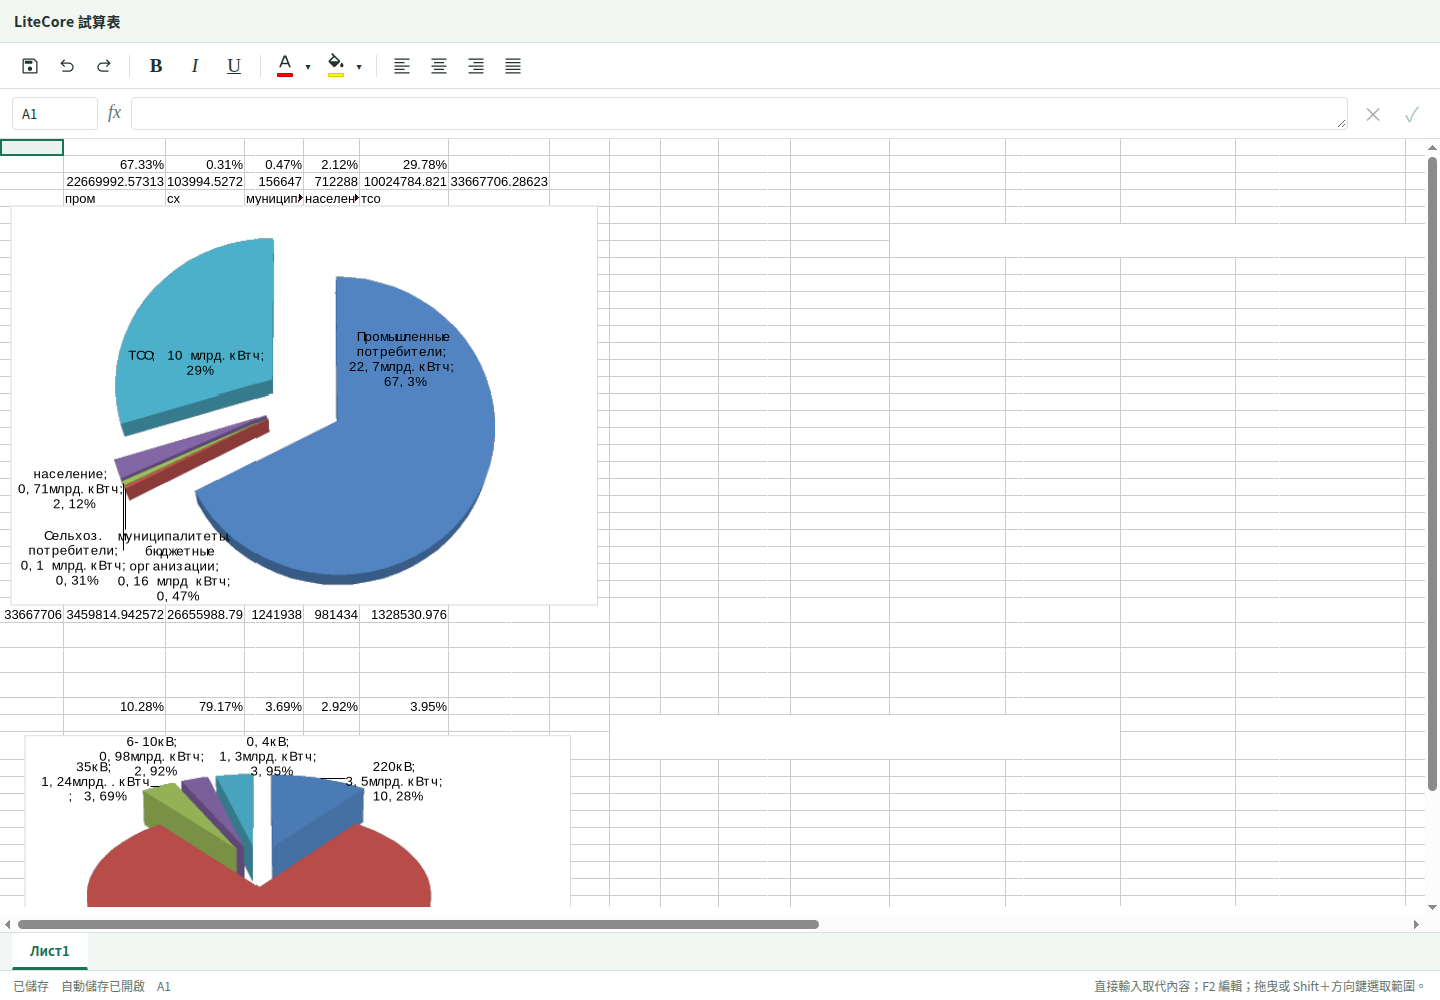 LiteCore 試算表
B I U A
A1 fx
67.33% 0.31% 0.47% 2.12% 29.78%
22669992.57313 103994.5272 156647 712288 10024784.821 33667706.28623
пром сх муницип населен тсо
Промышленные
потребители;
22, 7млрд. кВтч;
67, 3%
ТСО; 10 млрд. кВтч;
29%
население;
0, 71млрд. кВтч;
2, 12%
Сельхоз.
потребители;
0, 1 млрд. кВтч;
0, 31%
муниципалитеты,
бюджетные
организации;
0, 16 млрд кВтч;
0, 47%
33667706 3459814.942572 26655988.79 1241938 981434 1328530.976
10.28% 79.17% 3.69% 2.92% 3.95%
6- 10кВ;
0, 98млрд. кВтч;
2, 92%
0, 4кВ;
1, 3млрд. кВтч;
3, 95%
35кВ;
1, 24млрд. . кВтч
; 3, 69%
220кВ;
3, 5млрд. кВтч;
10, 28%
Лист1
已儲存 自動儲存已開啟 A1
直接輸入取代內容；F2 編輯；拖曳或 Shift＋方向鍵選取範圍。